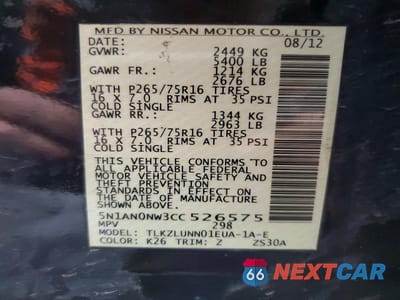 MFD BY NISSAN MOTOR CO., LTD.
DATE: 08/12
GVWR: 2449 KG
5400 LB
GAWR FR.: 1214 KG
2676 LB
WITH P265/75R16 TIRES
16 X 7.0 RIMS AT 35 PSI
COLD SINGLE
GAWR RR.: 1344 KG
2963 LB
WITH P265/75R16 TIRES
16 X 7.0 RIMS AT 35 PSI
COLD SINGLE
THIS VEHICLE CONFORMS TO
ALL APPLICABLE FEDERAL
MOTOR VEHICLE SAFETY
STANDARDS IN EFFECT ON
THE DATE OF MANUFACTURE
SHOWN ABOVE.
5N1AN0NW3CC526575
MPV 298
MODEL: TLKZLUNN01EUA-1A-E
COLOR: K26 TRIM: Z ZS30A
66 NEXTCAR